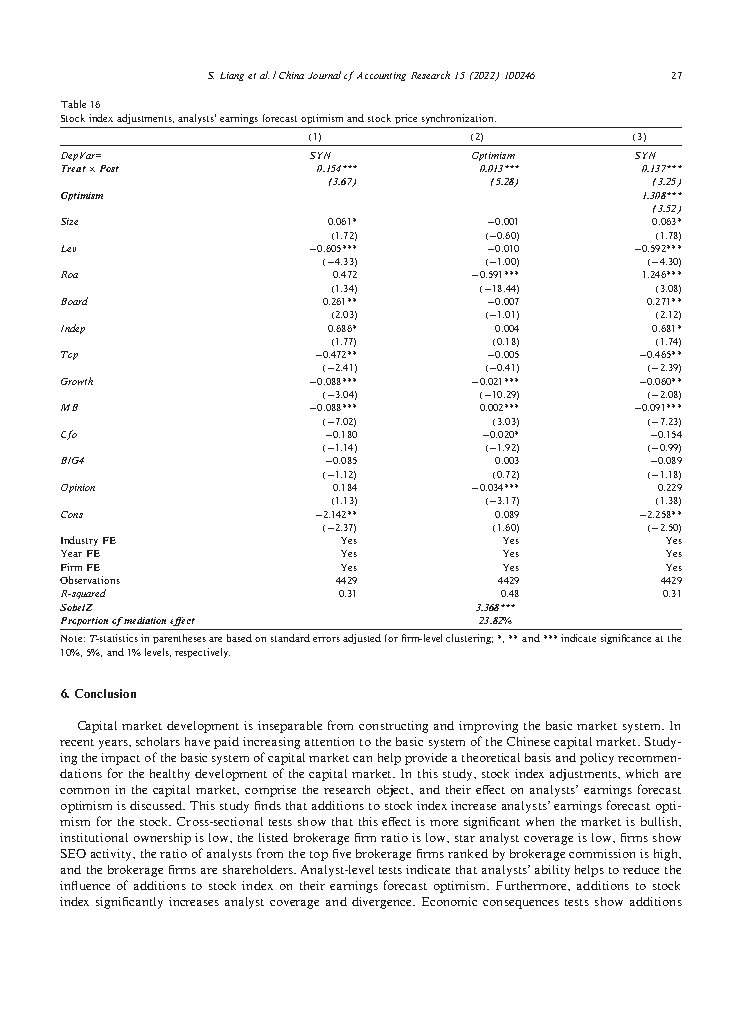 S. Liang et al. / China Journal of Accounting Research 15 (2022) 100246 27
Table 16
Stock index adjustments, analysts' earnings forecast optimism and stock price synchronization.
(1) (2) (3)
DepVar= SYN Optimism SYN
Treat × Post 0.154*** 0.013*** 0.137***
(3.67) (5.28) (3.25)
Optimism 1.308***
(3.52)
Size 0.061* −0.001 0.063*
(1.72) (−0.60) (1.78)
Lev −0.605*** −0.010 −0.592***
(−4.33) (−1.00) (−4.30)
Roa 0.472 −0.591*** 1.246***
(1.34) (−18.44) (3.08)
Board 0.261** −0.007 0.271**
(2.03) (−1.01) (2.12)
Indep 0.686* 0.004 0.681*
(1.77) (0.18) (1.74)
Top −0.472** −0.005 −0.465**
(−2.41) (−0.41) (−2.39)
Growth −0.088*** −0.021*** −0.060**
(−3.04) (−10.29) (−2.08)
MB −0.088*** 0.002*** −0.091***
(−7.02) (3.03) (−7.23)
Cfo −0.180 −0.020* −0.154
(−1.14) (−1.92) (−0.99)
BIG4 −0.085 0.003 −0.089
(−1.12) (0.72) (−1.18)
Opinion 0.184 −0.034*** 0.229
(1.13) (−3.17) (1.38)
Cons −2.142** 0.089 −2.258**
(−2.37) (1.60) (−2.50)
Industry FE Yes Yes Yes
Year FE Yes Yes Yes
Firm FE Yes Yes Yes
Observations 4429 4429 4429
R-squared 0.31 0.48 0.31
Sobel Z 3.368***
Proportion of mediation effect 23.82%
Note: T-statistics in parentheses are based on standard errors adjusted for firm-level clustering; *, ** and *** indicate significance at the
10%, 5%, and 1% levels, respectively.
6. Conclusion
Capital market development is inseparable from constructing and improving the basic market system. In
recent years, scholars have paid increasing attention to the basic system of the Chinese capital market. Study-
ing the impact of the basic system of capital market can help provide a theoretical basis and policy recommen-
dations for the healthy development of the capital market. In this study, stock index adjustments, which are
common in the capital market, comprise the research object, and their effect on analysts' earnings forecast
optimism is discussed. This study finds that additions to stock index increase analysts' earnings forecast opti-
mism for the stock. Cross-sectional tests show that this effect is more significant when the market is bullish,
institutional ownership is low, the listed brokerage firm ratio is low, star analyst coverage is low, firms show
SEO activity, the ratio of analysts from the top five brokerage firms ranked by brokerage commission is high,
and the brokerage firms are shareholders. Analyst-level tests indicate that analysts' ability helps to reduce the
influence of additions to stock index on their earnings forecast optimism. Furthermore, additions to stock
index significantly increases analyst coverage and divergence. Economic consequences tests show additions